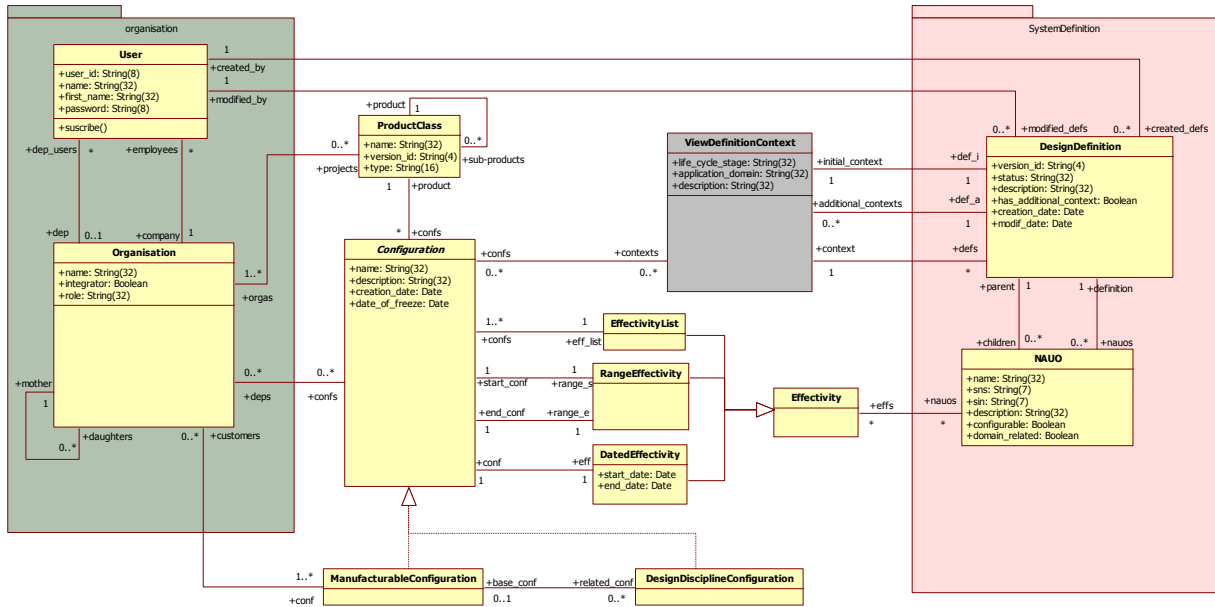 organisation
SystemDefinition
User
+user_id: String(8)
+name: String(32)
+first_name: String(32)
+password: String(8)
+suscribe()
1
+created_by
1
+modified_by
+dep_users
*
+employees
*
+dep
0..1
+company
1
Organisation
+name: String(32)
+integrator: Boolean
+role: String(32)
1..*
+orgas
0..*
+deps
+mother
1
0..*
+daughters
0..*
+customers
+product
1
ProductClass
+name: String(32)
+version_id: String(4)
+type: String(16)
0..*
+projects
0..*
+sub-products
1
+product
*
+confs
Configuration
+name: String(32)
+description: String(32)
+creation_date: Date
+date_of_freeze: Date
0..*
+confs
+confs
0..*
+contexts
0..*
1..*
+confs
1
+eff_list
1
+start_conf
1
+range_s
+end_conf
1
+range_e
1
+conf
1
+eff
1
ViewDefinitionContext
+life_cycle_stage: String(32)
+application_domain: String(32)
+description: String(32)
+initial_context
1
+def_i
1
+additional_contexts
0..*
+def_a
1
+context
1
+defs
*
0..*
+modified_defs
0..*
+created_defs
DesignDefinition
+version_id: String(4)
+status: String(32)
+description: String(32)
+has_additional_context: Boolean
+creation_date: Date
+modif_date: Date
+parent
1
1
+definition
+children
0..*
0..*
+nauos
NAUO
+name: String(32)
+sns: String(7)
+sin: String(7)
+description: String(32)
+configurable: Boolean
+domain_related: Boolean
EffectivityList
RangeEffectivity
DatedEffectivity
+start_date: Date
+end_date: Date
Effectivity
+effs
*
+nauos
*
1..*
+conf
ManufacturableConfiguration
+base_conf
0..1
+related_conf
0..*
DesignDisciplineConfiguration